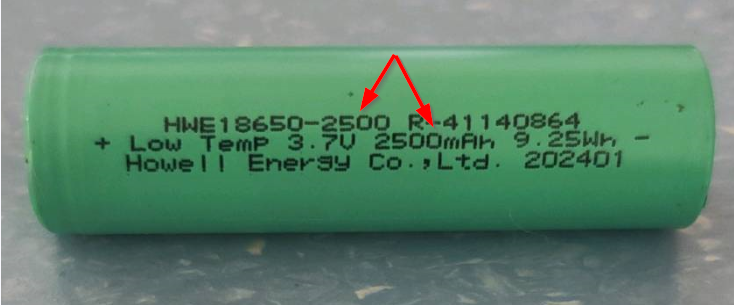 HWE18650-2500 R-41140864
+ Low Temp 3.7V 2500mAh 9.25Wh -
Howell Energy Co.,Ltd. 202401